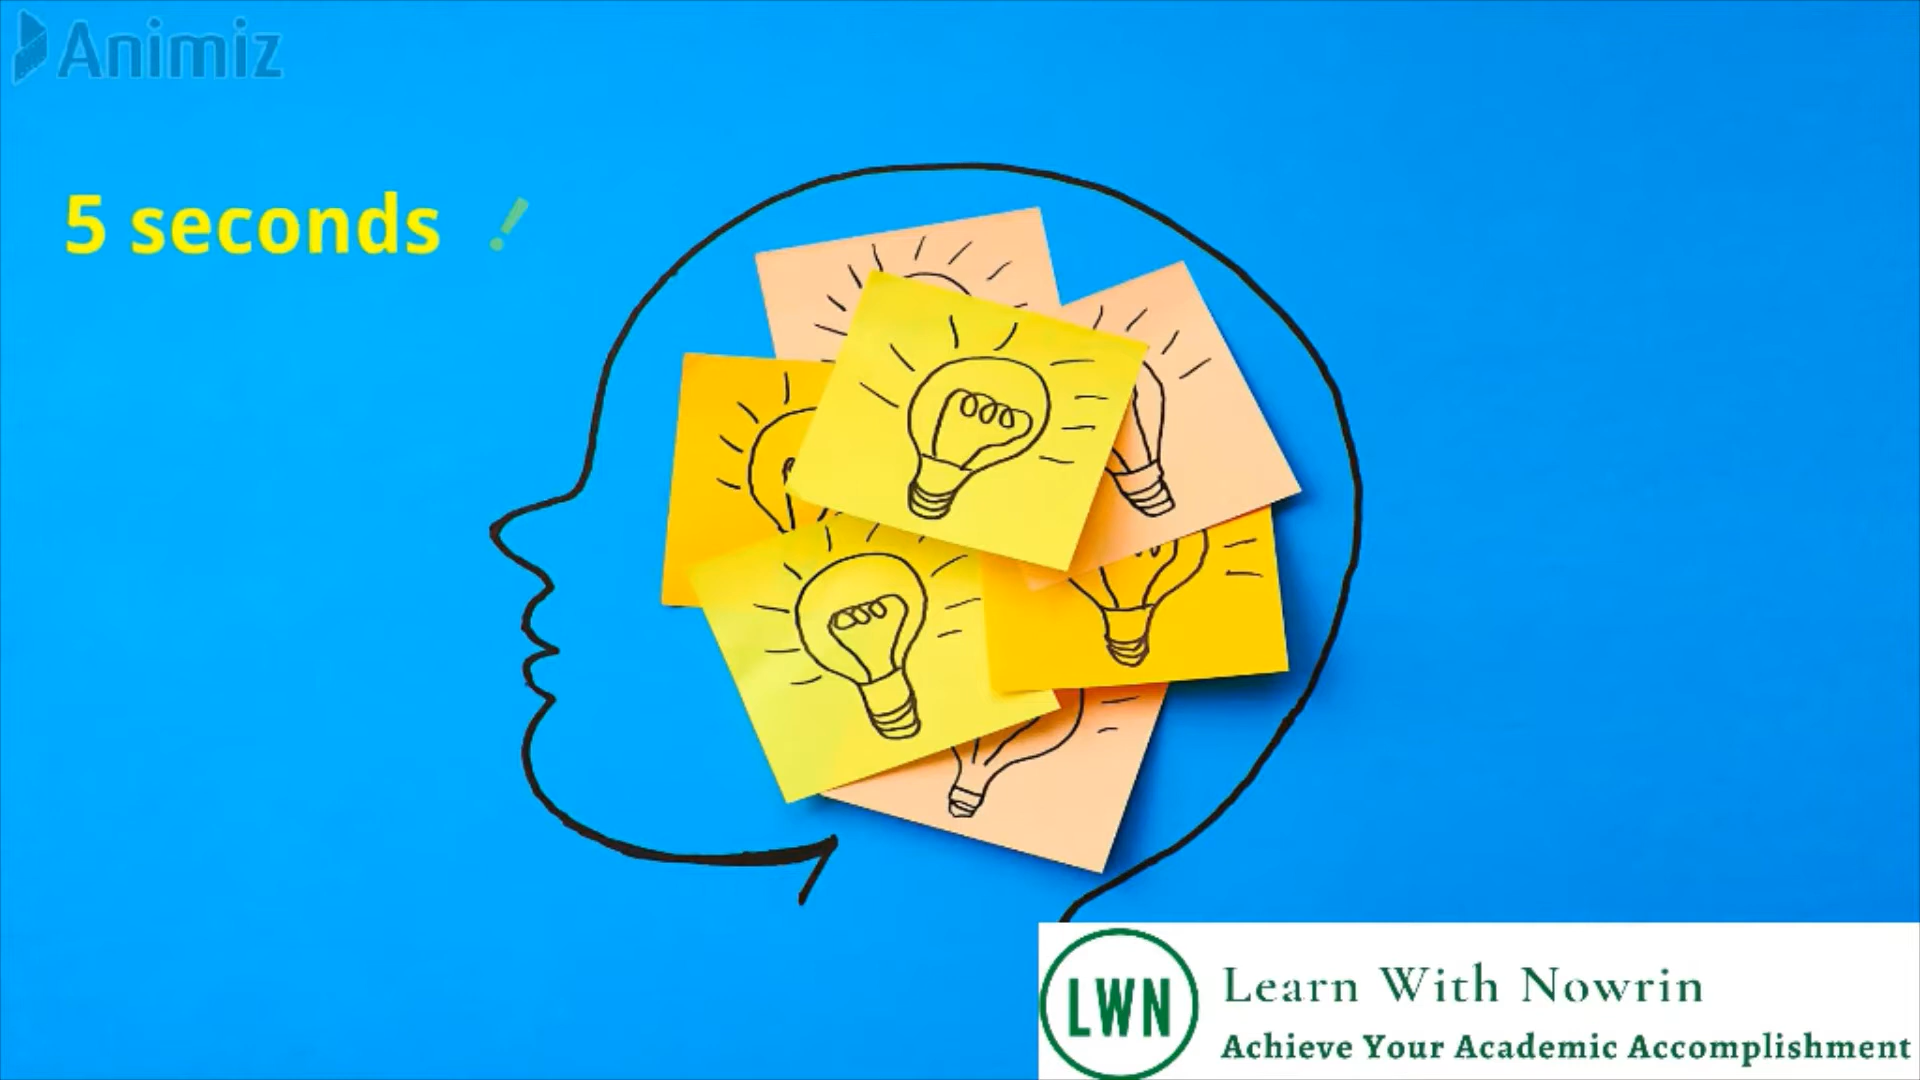 Animiz
5 seconds !
LWN
Learn With Nowrin
Achieve Your Academic Accomplishment